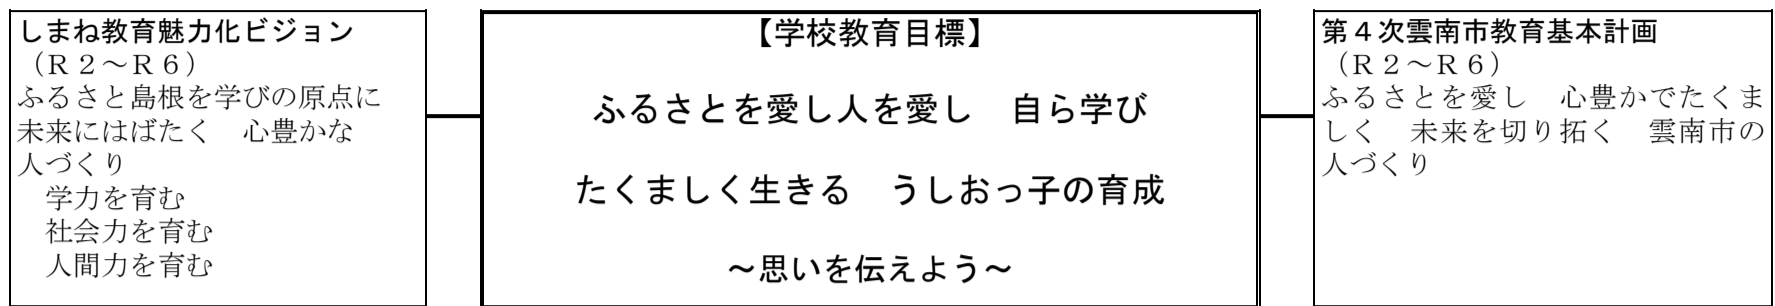 しまね教育魅力化ビジョン
（Ｒ２～Ｒ６）
ふるさと島根を学びの原点に
未来にはばたく　心豊かな
人づくり
　学力を育む
　社会力を育む
　人間力を育む
【学校教育目標】
ふるさとを愛し人を愛し　自ら学び
たくましく生きる　うしおっ子の育成
～思いを伝えよう～
第４次雲南市教育基本計画
（Ｒ２～Ｒ６）
ふるさとを愛し　心豊かでたくま
しく　未来を切り拓く　雲南市の
人づくり